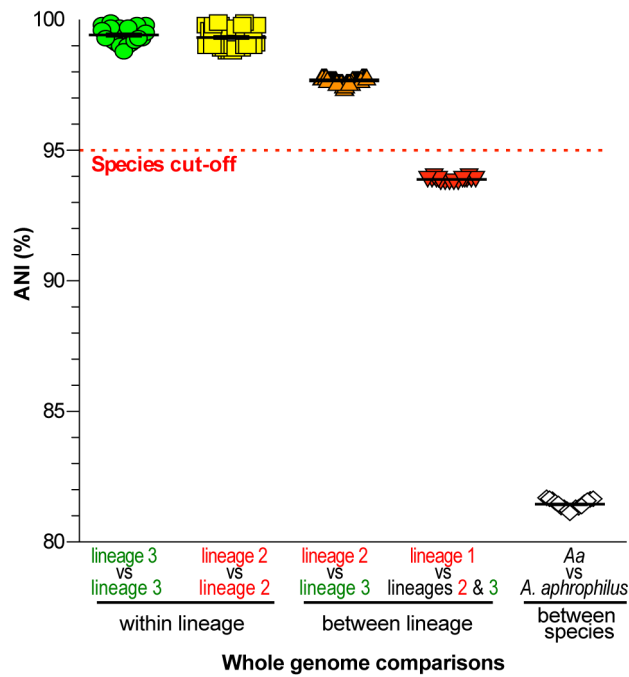 100
95
90
85
80
ANI (%)
Species cut-off
lineage 3
vs
lineage 3
lineage 2
vs
lineage 2
lineage 2
vs
lineage 3
lineage 1
vs
lineages 2 & 3
Aa
vs
A. aphrophilus
within lineage
between lineage
between
species
Whole genome comparisons